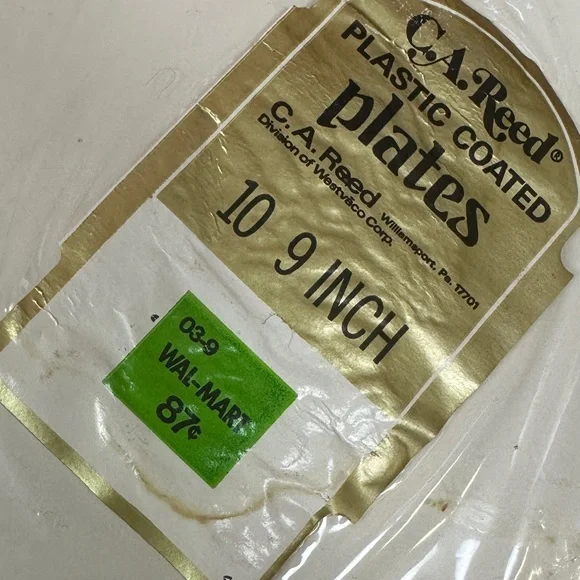 C.A. Reed®
PLASTIC COATED
plates
C. A. Reed Williamsport, Pa. 17701
Division of Westvāco Corp.
10 9 INCH
03-9
WAL-MART
87¢